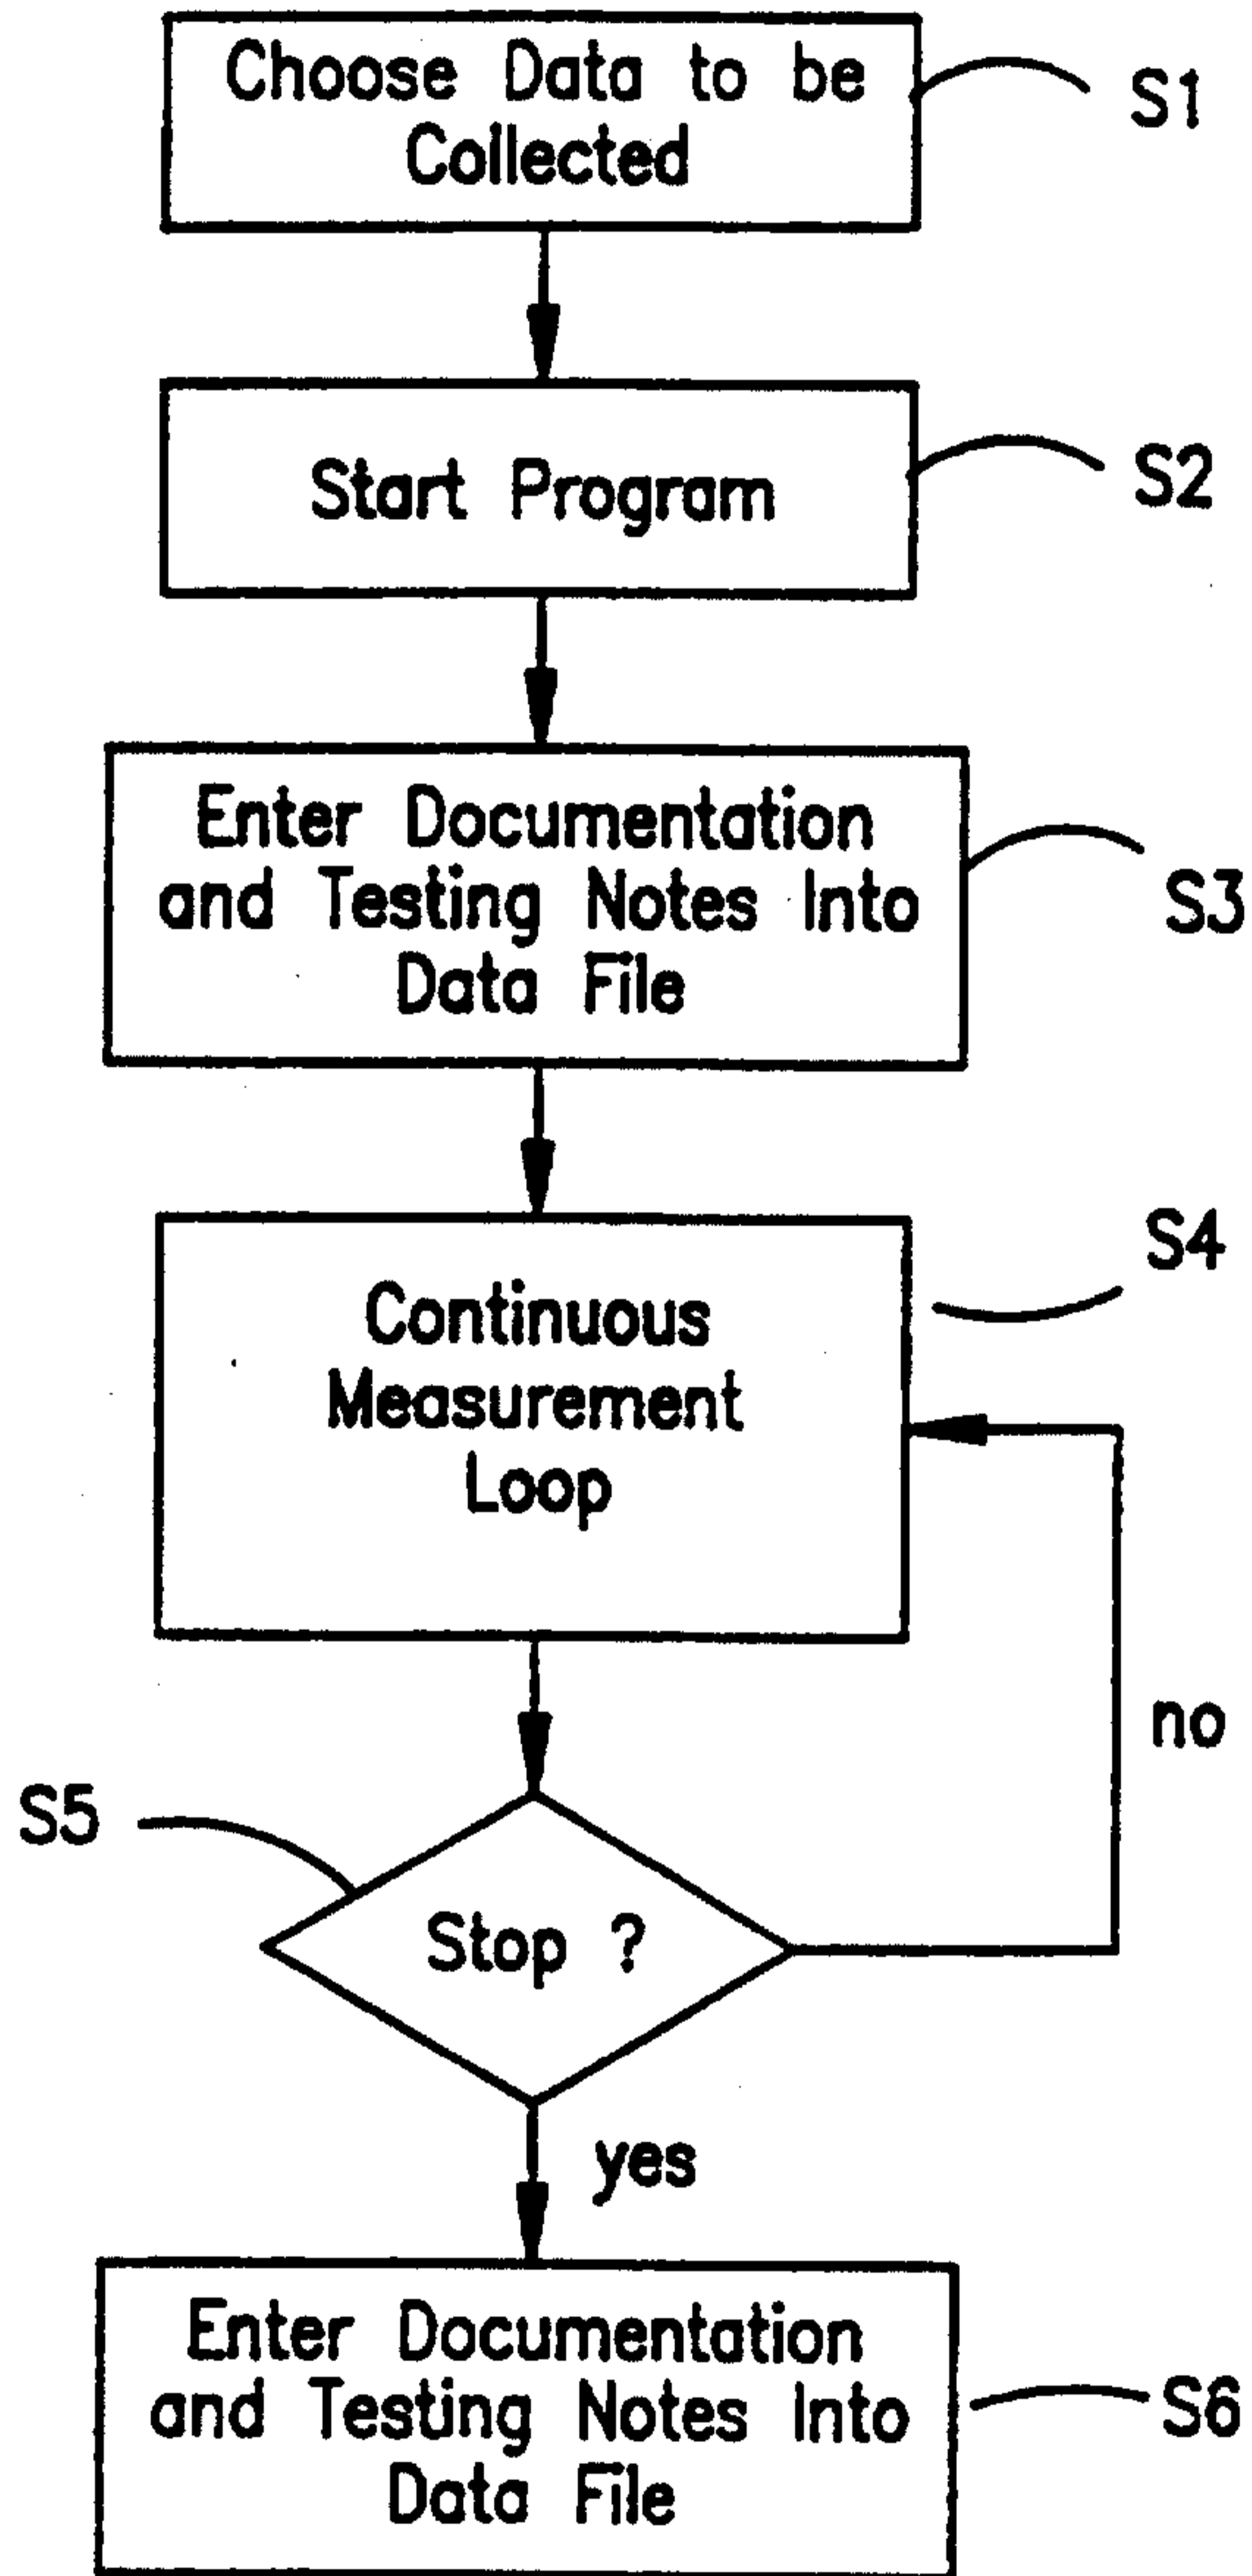 Choose Data to be
Collected
S1
Start Program
S2
Enter Documentation
and Testing Notes Into
Data File
S3
S4
Continuous
Measurement
Loop
no
S5
Stop ?
yes
Enter Documentation
and Testing Notes Into
Data File
S6